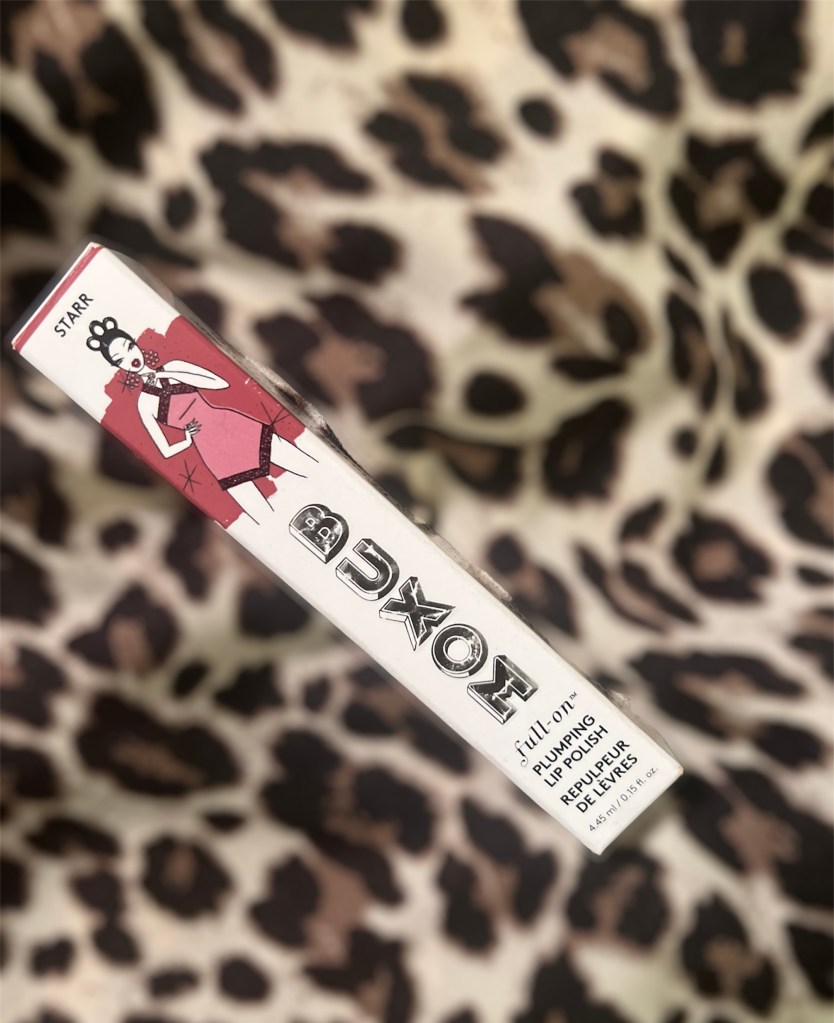 STARR
BUXOM
full-on™
PLUMPING
LIP POLISH
REPULPEUR
DE LÈVRES
4.45 ml / 0.15 fl. oz.